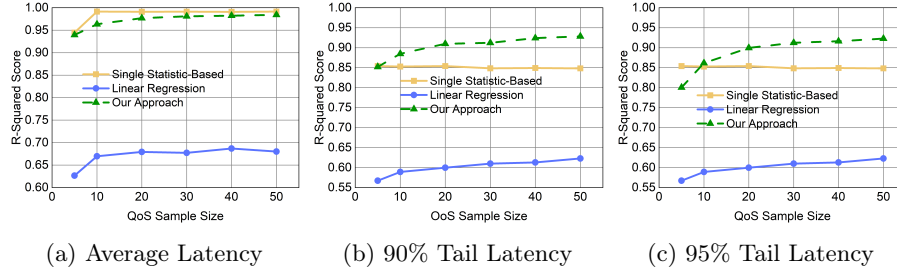 1.00
0.95
0.90
0.85
0.80
0.75
0.70
0.65
0.60
R-Squared Score
Single Statistic-Based
Linear Regression
Our Approach
0 10 20 30 40 50
QoS Sample Size
(a) Average Latency
1.00
0.95
0.90
0.85
0.80
0.75
0.70
0.65
0.60
0.55
R-Squared Score
Single Statistic-Based
Linear Regression
Our Approach
0 10 20 30 40 50
OoS Sample Size
(b) 90% Tail Latency
1.00
0.95
0.90
0.85
0.80
0.75
0.70
0.65
0.60
0.55
R-Squared Score
Single Statistic-Based
Linear Regression
Our Approach
0 10 20 30 40 50
QoS Sample Size
(c) 95% Tail Latency